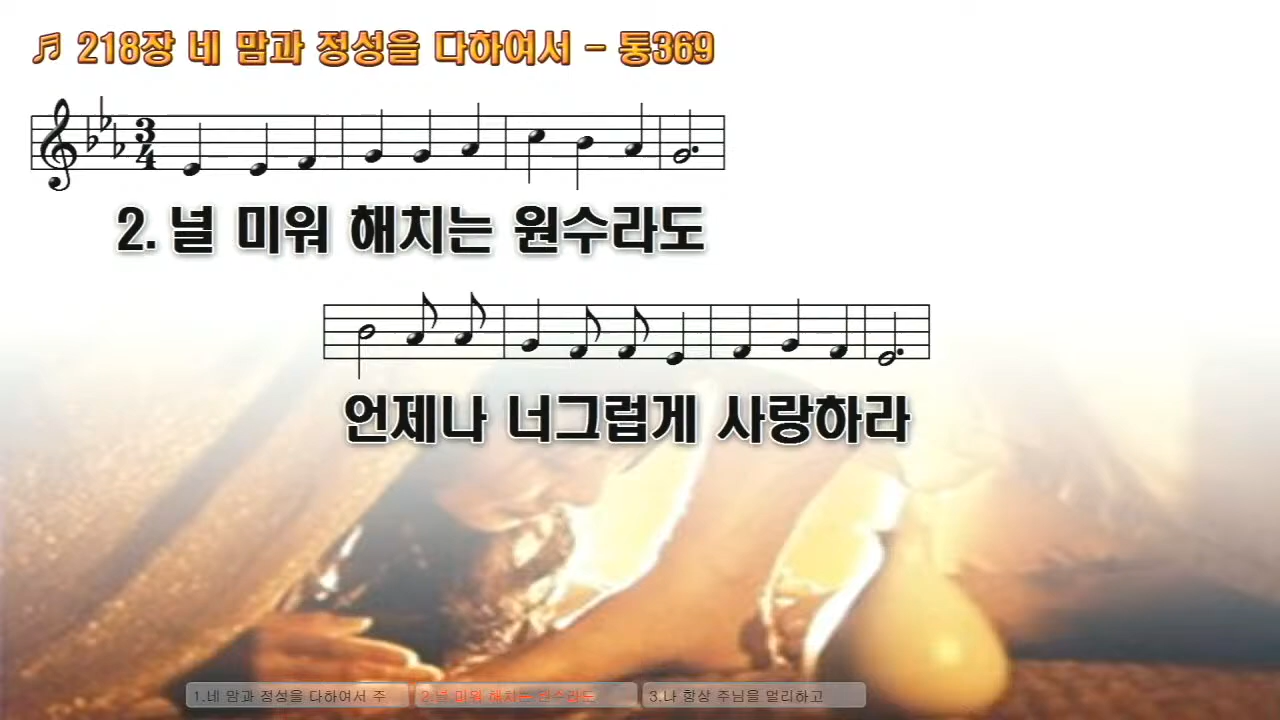 218장 네 맘과 정성을 다하여서 - 통369
3
4
2. 널 미워 해치는 원수라도
언제나 너그럽게 사랑하라
1.네 맘과 정성을 다하여서 주 2.널 미워 해치는 원수라도 3.나 항상 주님을 멀리하고